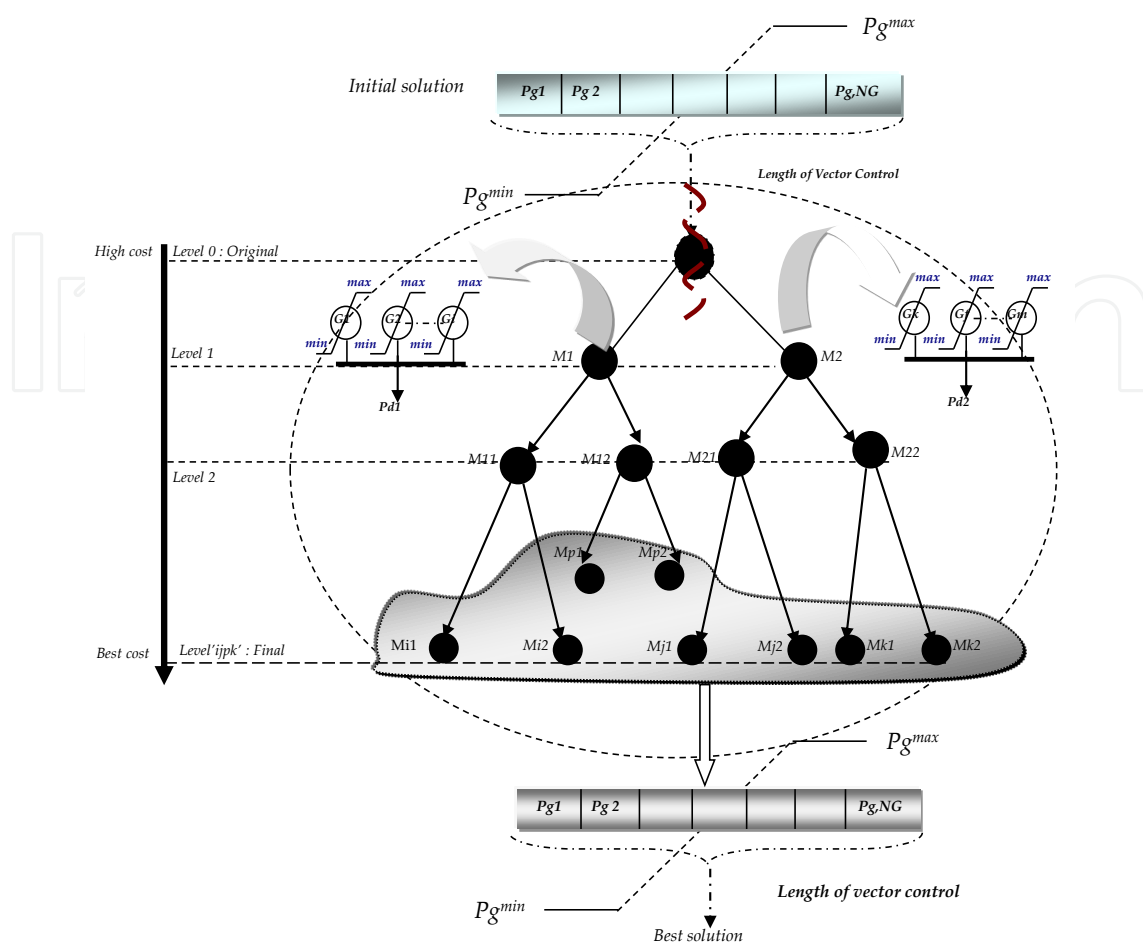 Pg^max
Initial solution
Pg1 Pg 2 Pg,NG
Length of Vector Control
Pg^min
High cost
Level 0 : Original
max max max
G1 G2 Gi
min min min
Pd1
max max max
Gk Gm
min min min
Pd2
Level 1
M1 M2
M11 M12 M21 M22
Level 2
Mp1 Mp2
Mi1 Mi2 Mj1 Mj2 Mk1 Mk2
Best cost
Level'ijpk' : Final
Pg^max
Pg1 Pg 2 Pg,NG
Pg^min
Length of vector control
Best solution